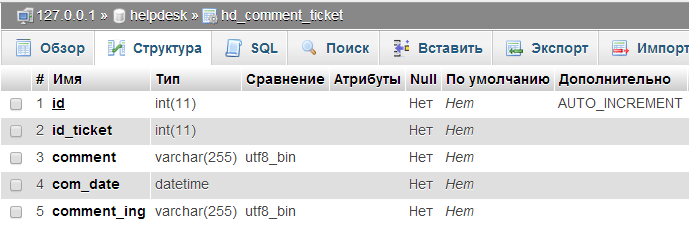 127.0.0.1 » helpdesk » hd_comment_ticket
Обзор Структура SQL Поиск Вставить Экспорт Импорт
# Имя Тип Сравнение Атрибуты Null По умолчанию Дополнительно
1 id int(11) Нет Нет AUTO_INCREMENT
2 id_ticket int(11) Нет Нет
3 comment varchar(255) utf8_bin Нет Нет
4 com_date datetime Нет Нет
5 comment_ing varchar(255) utf8_bin Нет Нет